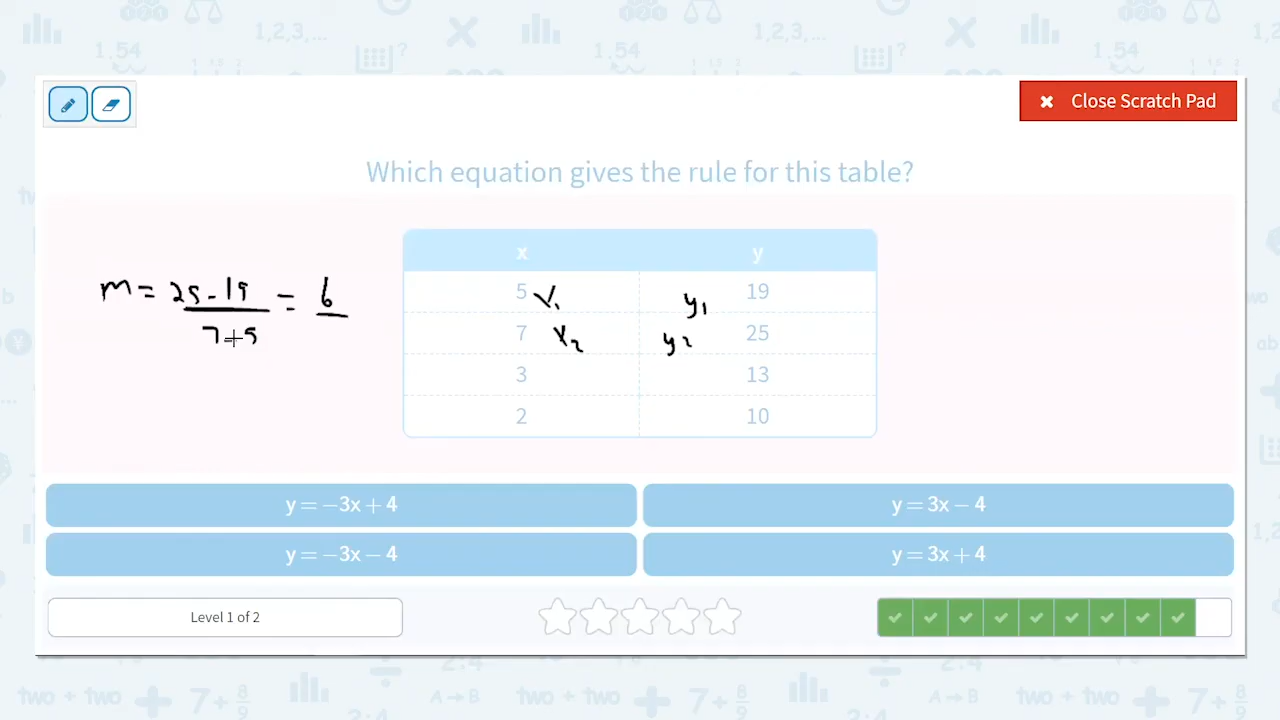 Close Scratch Pad
Which equation gives the rule for this table?
x y
m = 25 - 19 = 6
7 - 5
5 x₁ y₁ 19
7 x₂ y₂ 25
3 13
2 10
y = −3x + 4
y = 3x − 4
y = −3x − 4
y = 3x + 4
Level 1 of 2